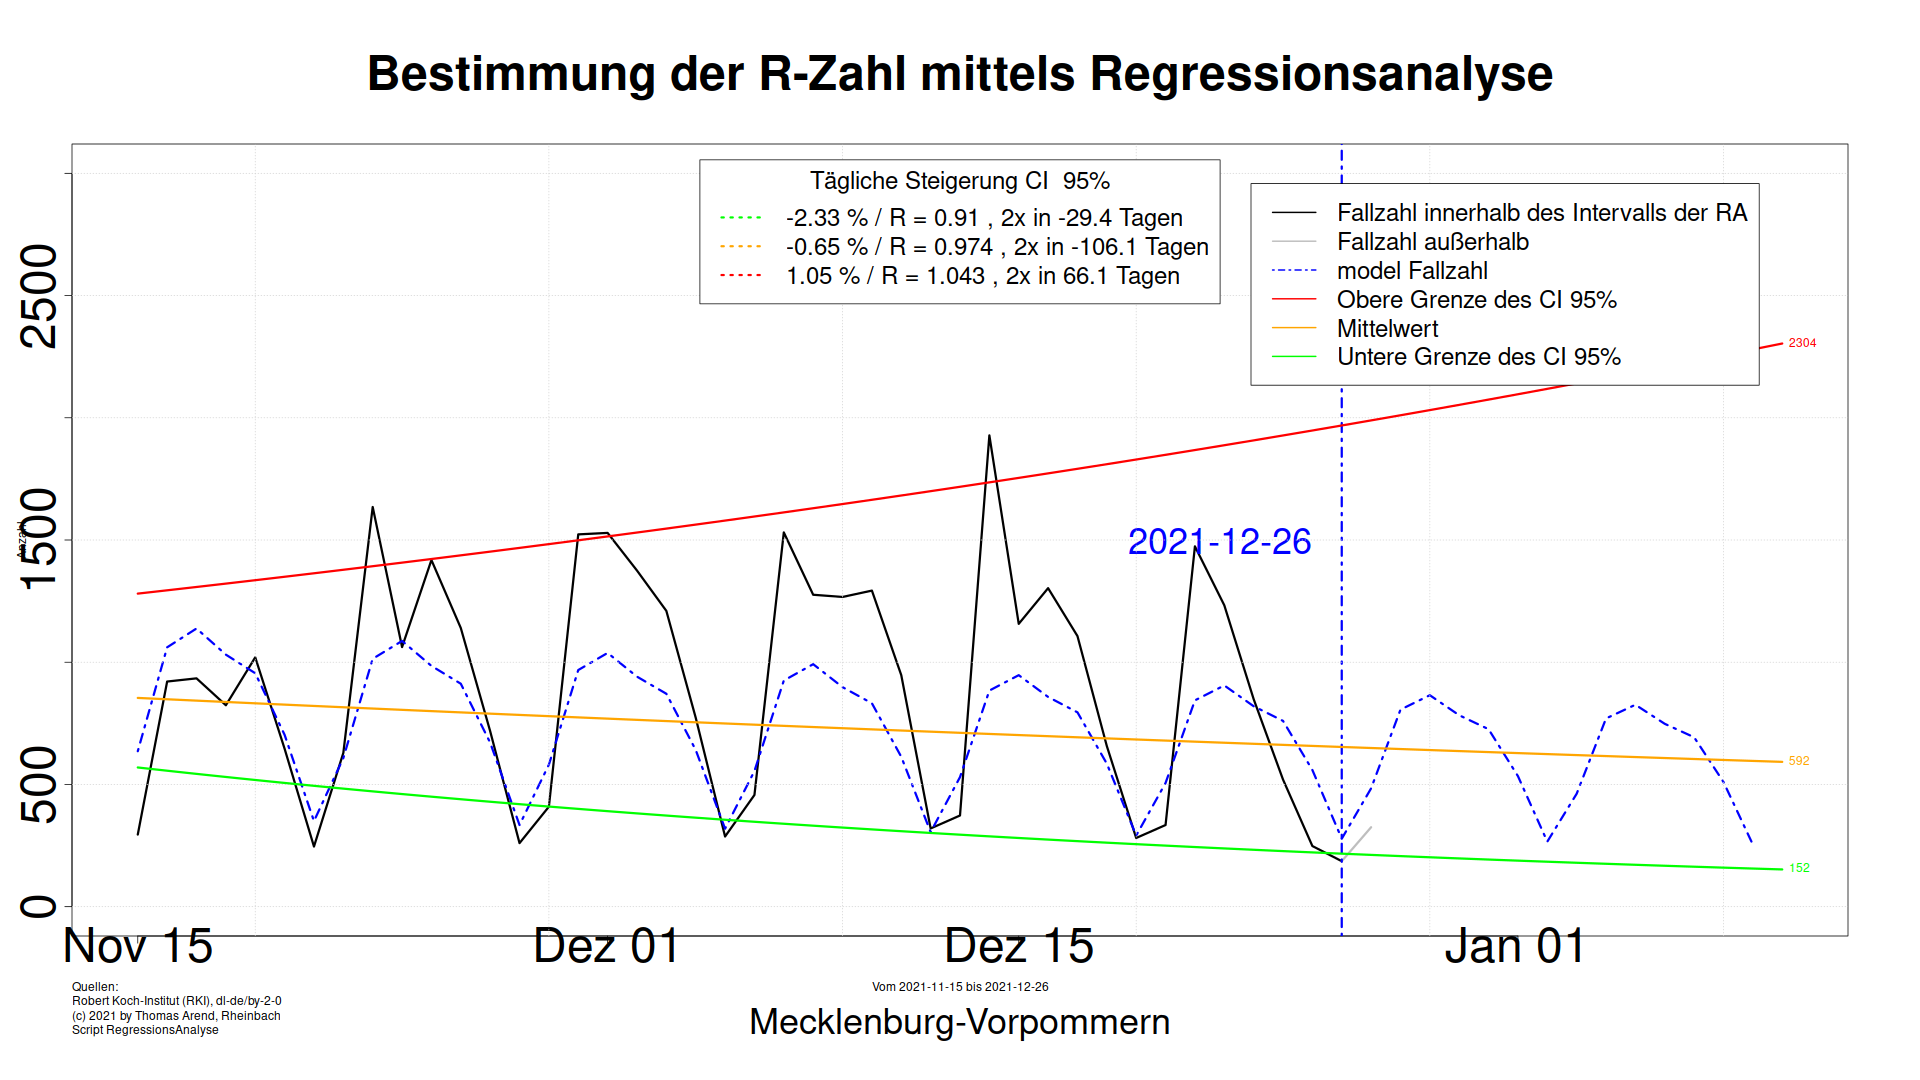 Bestimmung der R-Zahl mittels Regressionsanalyse
Tägliche Steigerung CI  95%
-2.33 % / R = 0.91 , 2x in -29.4 Tagen
-0.65 % / R = 0.974 , 2x in -106.1 Tagen
1.05 % / R = 1.043 , 2x in 66.1 Tagen
Fallzahl innerhalb des Intervalls der RA
Fallzahl außerhalb
model Fallzahl
Obere Grenze des CI 95%
Mittelwert
Untere Grenze des CI 95%
2500
2304
1500
Anzahl
2021-12-26
592
500
152
0
Nov 15
Dez 01
Dez 15
Jan 01
Quellen:
Robert Koch-Institut (RKI), dl-de/by-2-0
(c) 2021 by Thomas Arend, Rheinbach
Script RegressionsAnalyse
Vom 2021-11-15 bis 2021-12-26
Mecklenburg-Vorpommern